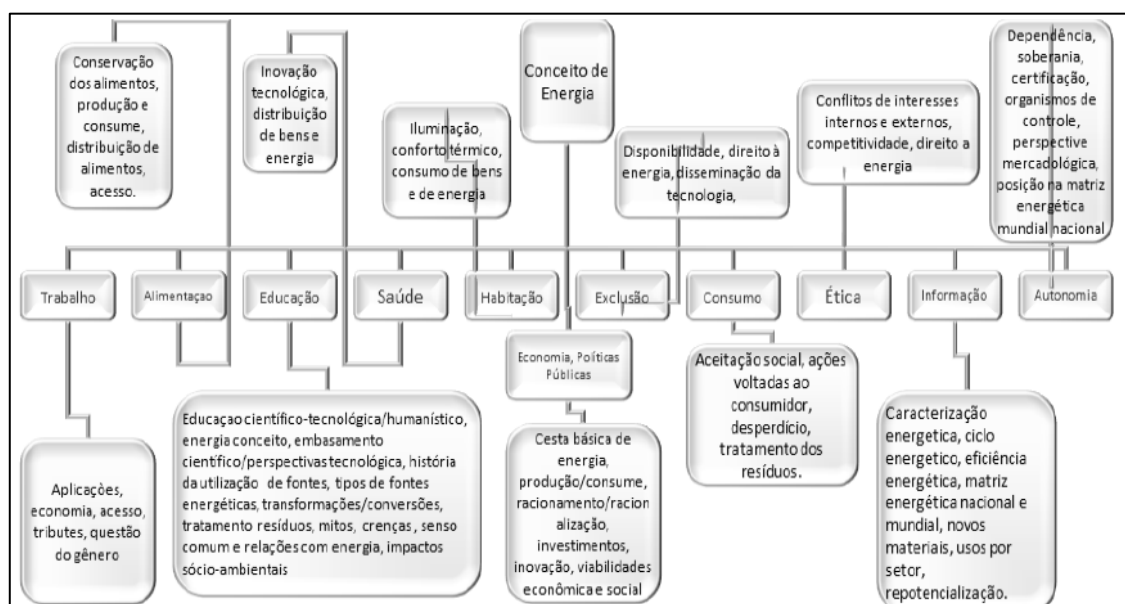 Conservação
dos alimentos,
produção e
consume,
distribuição de
alimentos,
acesso.
Inovação
tecnológica,
distribuição
de bens e
energia
Iluminação,
conforto térmico,
consumo de bens
e de energia
Conceito de
Energia
Disponibilidade, direito à
energia, disseminação da
tecnologia,
Conflitos de interesses
internos e externos,
competitividade, direito a
energia
Dependência,
soberania,
certificação,
organismos de
controle,
perspective
mercadológica,
posição na matriz
energética
mundial nacional
Trabalho
Alimentaçao
Educação
Saúde
Habitação
Exclusão
Consumo
Ética
Informação
Autonomia
Economia, Políticas
Públicas
Aplicações,
economia, acesso,
tributes, questão
do gênero
Educaçao científico-tecnológica/humanístico,
energia conceito, embasamento
científico/perspectivas tecnológica, história
da utilização de fontes, tipos de fontes
energéticas, transformações/conversões,
tratamento resíduos, mitos, crenças , senso
comum e relações com energia, impactos
sócio-ambientais
Cesta básica de
energia,
produção/consume,
racionamento/racion
alização,
investimentos,
inovação, viabilidades
econômica e social
Aceitação social, ações
voltadas ao
consumidor,
desperdício,
tratamento dos
resíduos.
Caracterização
energetica, ciclo
energetico, eficiência
energética, matriz
energética nacional e
mundial, novos
materiais, usos por
setor,
repotencialização.